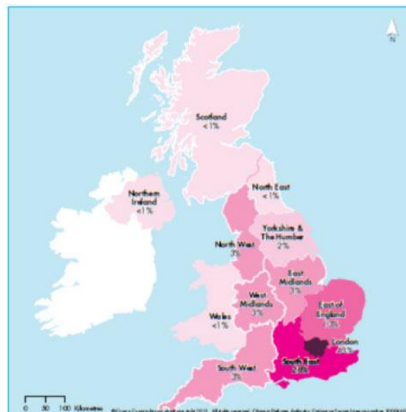 N
Scotland
<1%
Northern
Ireland
<1%
North East
<1%
Yorkshire &
The Humber
2%
North West
3%
East
Midlands
3%
West
Midlands
3%
Wales
<1%
East of
England
London
South East
South West
3%
0 50 100 Kilometres